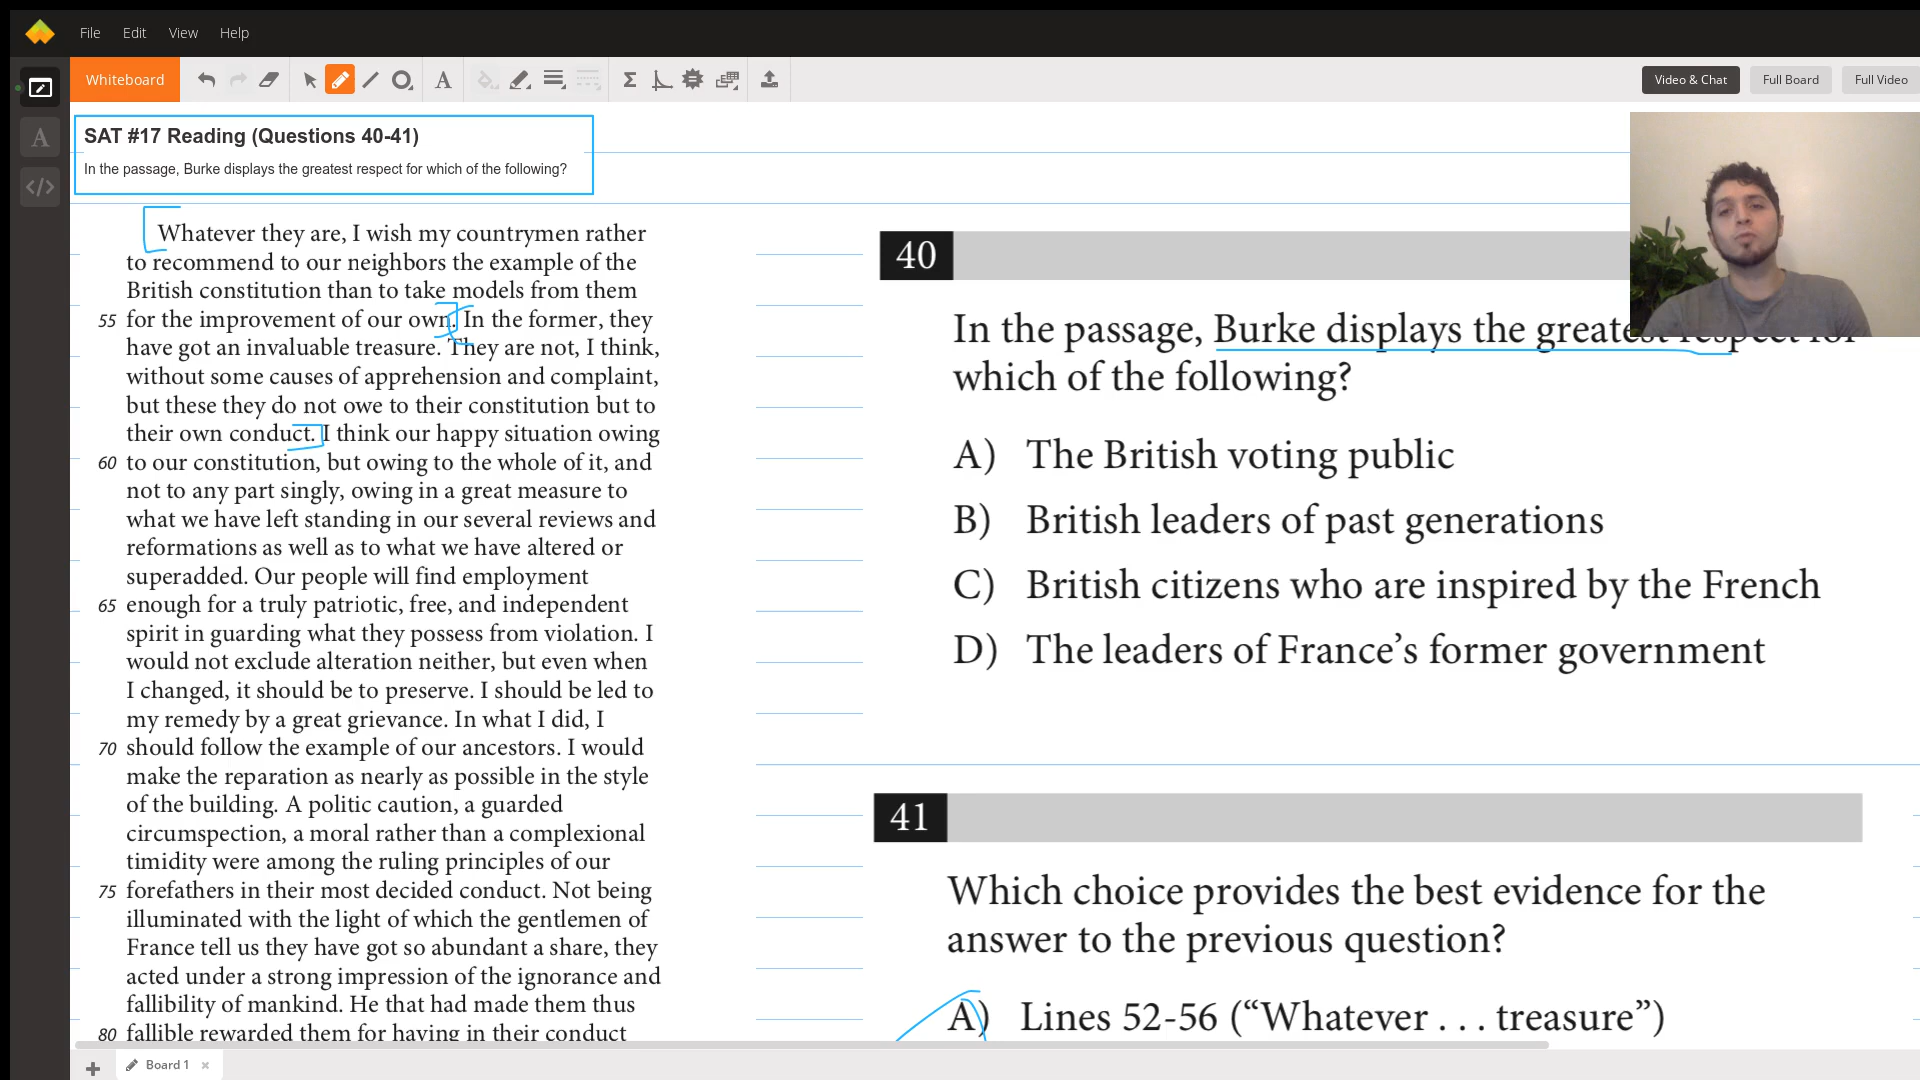 File Edit View Help
Whiteboard
Video & Chat Full Board Full Video
SAT #17 Reading (Questions 40-41)
In the passage, Burke displays the greatest respect for which of the following?
Whatever they are, I wish my countrymen rather
to recommend to our neighbors the example of the
British constitution than to take models from them
55 for the improvement of our own. In the former, they
have got an invaluable treasure. They are not, I think,
without some causes of apprehension and complaint,
but these they do not owe to their constitution but to
their own conduct. I think our happy situation owing
60 to our constitution, but owing to the whole of it, and
not to any part singly, owing in a great measure to
what we have left standing in our several reviews and
reformations as well as to what we have altered or
superadded. Our people will find employment
65 enough for a truly patriotic, free, and independent
spirit in guarding what they possess from violation. I
would not exclude alteration neither, but even when
I changed, it should be to preserve. I should be led to
my remedy by a great grievance. In what I did, I
70 should follow the example of our ancestors. I would
make the reparation as nearly as possible in the style
of the building. A politic caution, a guarded
circumspection, a moral rather than a complexional
timidity were among the ruling principles of our
75 forefathers in their most decided conduct. Not being
illuminated with the light of which the gentlemen of
France tell us they have got so abundant a share, they
acted under a strong impression of the ignorance and
fallibility of mankind. He that had made them thus
80 fallible rewarded them for having in their conduct
40
In the passage, Burke displays the greatest respect for
which of the following?
A) The British voting public
B) British leaders of past generations
C) British citizens who are inspired by the French
D) The leaders of France’s former government
41
Which choice provides the best evidence for the
answer to the previous question?
A) Lines 52-56 (“Whatever . . . treasure”)
Board 1